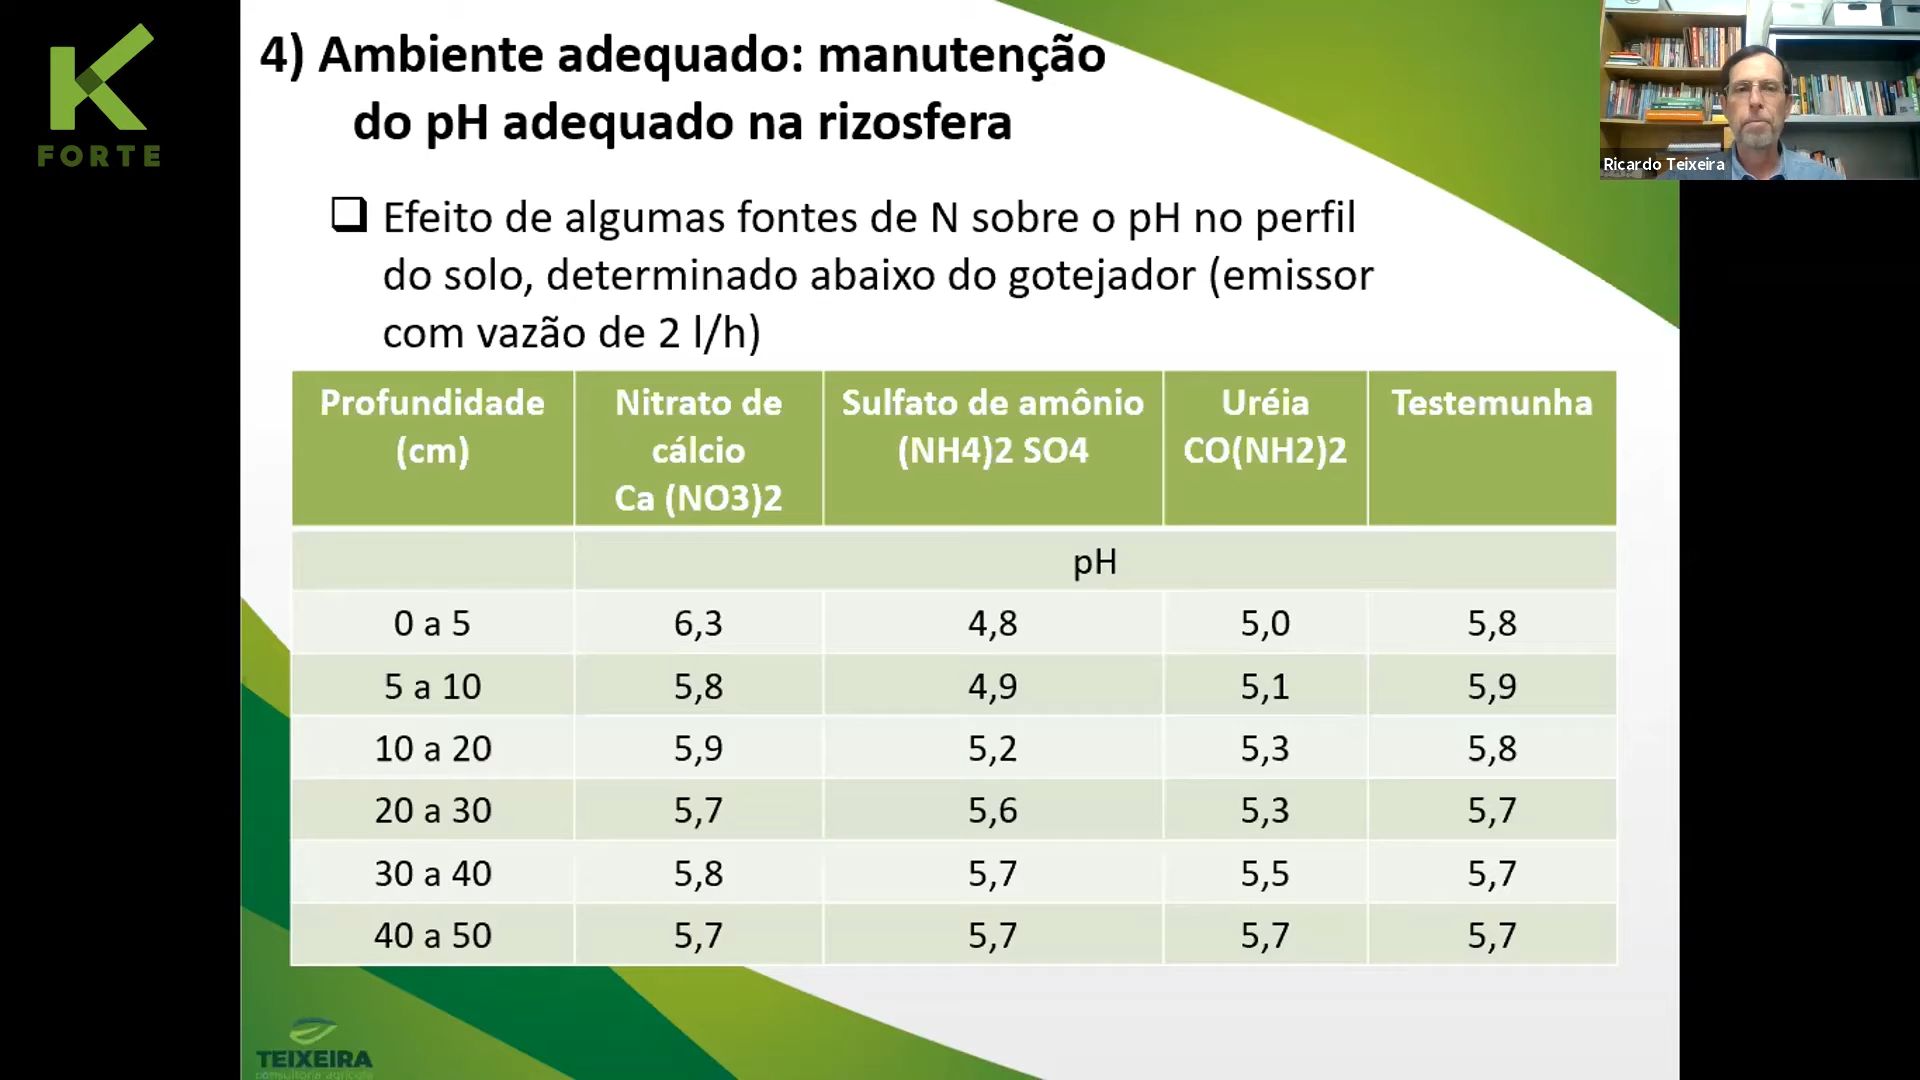 K
FORTE
4) Ambiente adequado: manutenção
do pH adequado na rizosfera
Ricardo Teixeira
Efeito de algumas fontes de N sobre o pH no perfil
do solo, determinado abaixo do gotejador (emissor
com vazão de 2 l/h)
Profundidade (cm) Nitrato de cálcio Ca (NO3)2 Sulfato de amônio (NH4)2 SO4 Uréia CO(NH2)2 Testemunha
pH
0 a 5 6,3 4,8 5,0 5,8
5 a 10 5,8 4,9 5,1 5,9
10 a 20 5,9 5,2 5,3 5,8
20 a 30 5,7 5,6 5,3 5,7
30 a 40 5,8 5,7 5,5 5,7
40 a 50 5,7 5,7 5,7 5,7
TEIXEIRA
consultoria agrícola